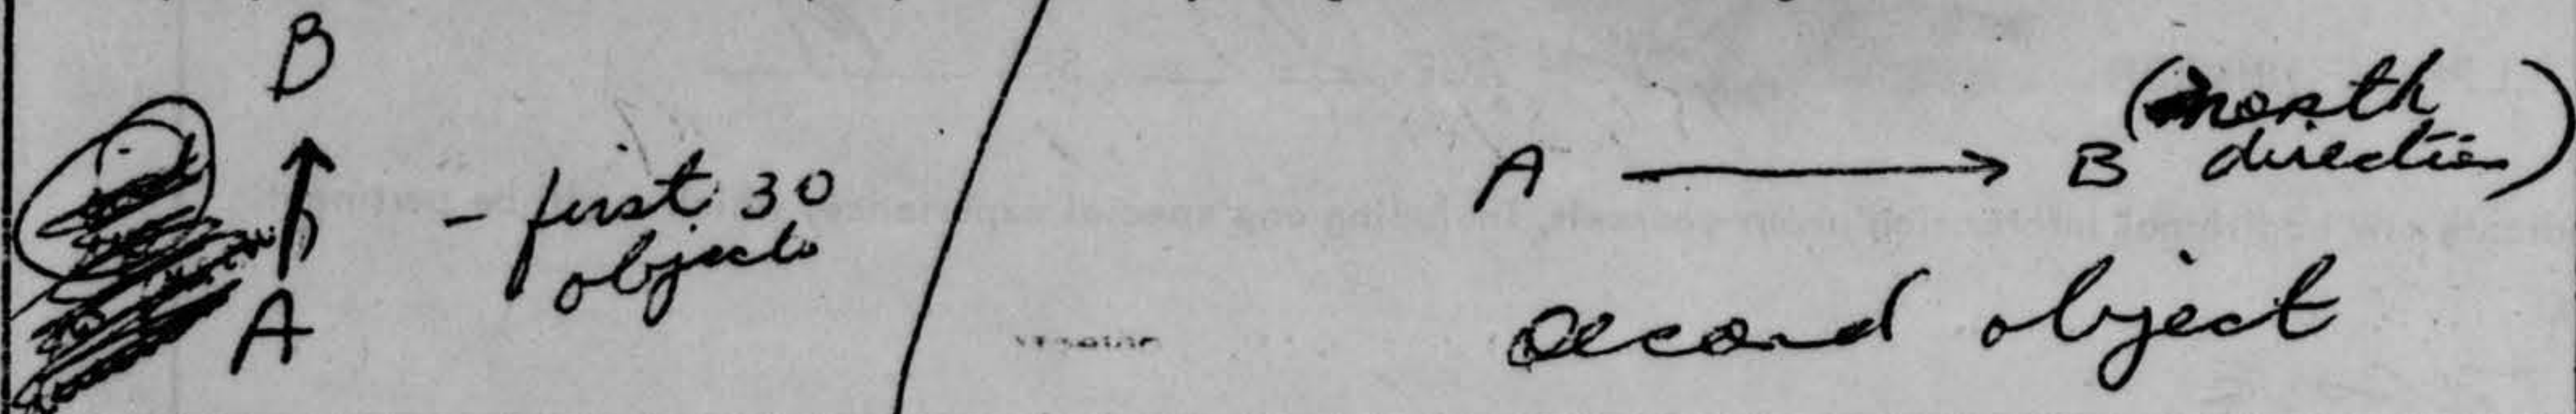 B
A
- first 30
objects
A → B (north
direction)
second object